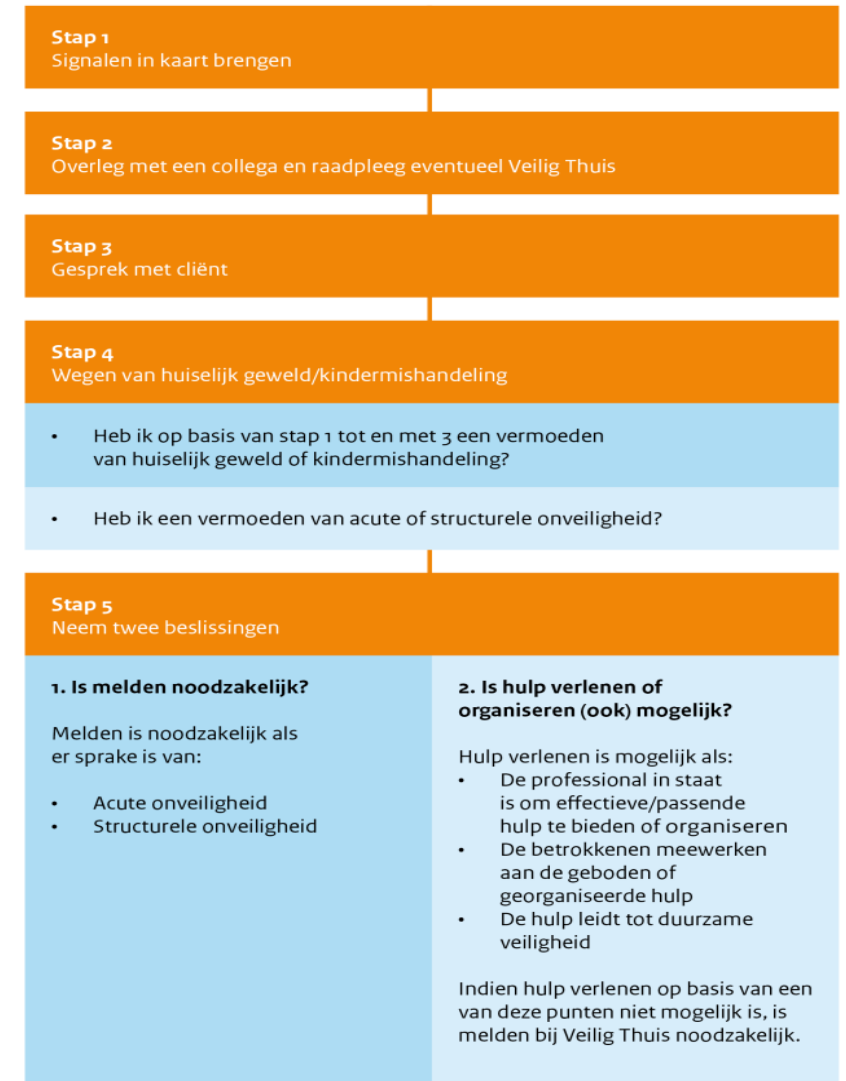 Stap 1
Signalen in kaart brengen
Stap 2
Overleg met een collega en raadpleeg eventueel Veilig Thuis
Stap 3
Gesprek met cliënt
Stap 4
Wegen van huiselijk geweld/kindermishandeling
• Heb ik op basis van stap 1 tot en met 3 een vermoeden
van huiselijk geweld of kindermishandeling?
• Heb ik een vermoeden van acute of structurele onveiligheid?
Stap 5
Neem twee beslissingen
1. Is melden noodzakelijk?
Melden is noodzakelijk als
er sprake is van:
• Acute onveiligheid
• Structurele onveiligheid
2. Is hulp verlenen of
organiseren (ook) mogelijk?
Hulp verlenen is mogelijk als:
• De professional in staat
is om effectieve/passende
hulp te bieden of organiseren
• De betrokkenen meewerken
aan de geboden of
georganiseerde hulp
• De hulp leidt tot duurzame
veiligheid
Indien hulp verlenen op basis van een
van deze punten niet mogelijk is, is
melden bij Veilig Thuis noodzakelijk.